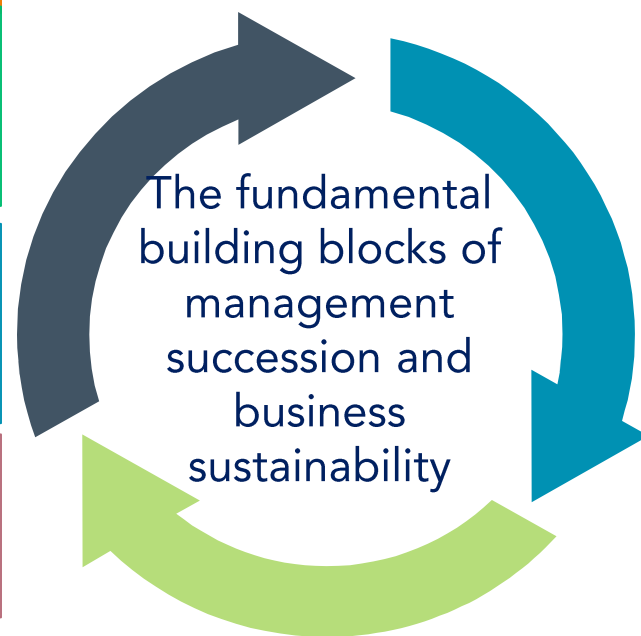 The fundamental
building blocks of
management
succession and
business
sustainability